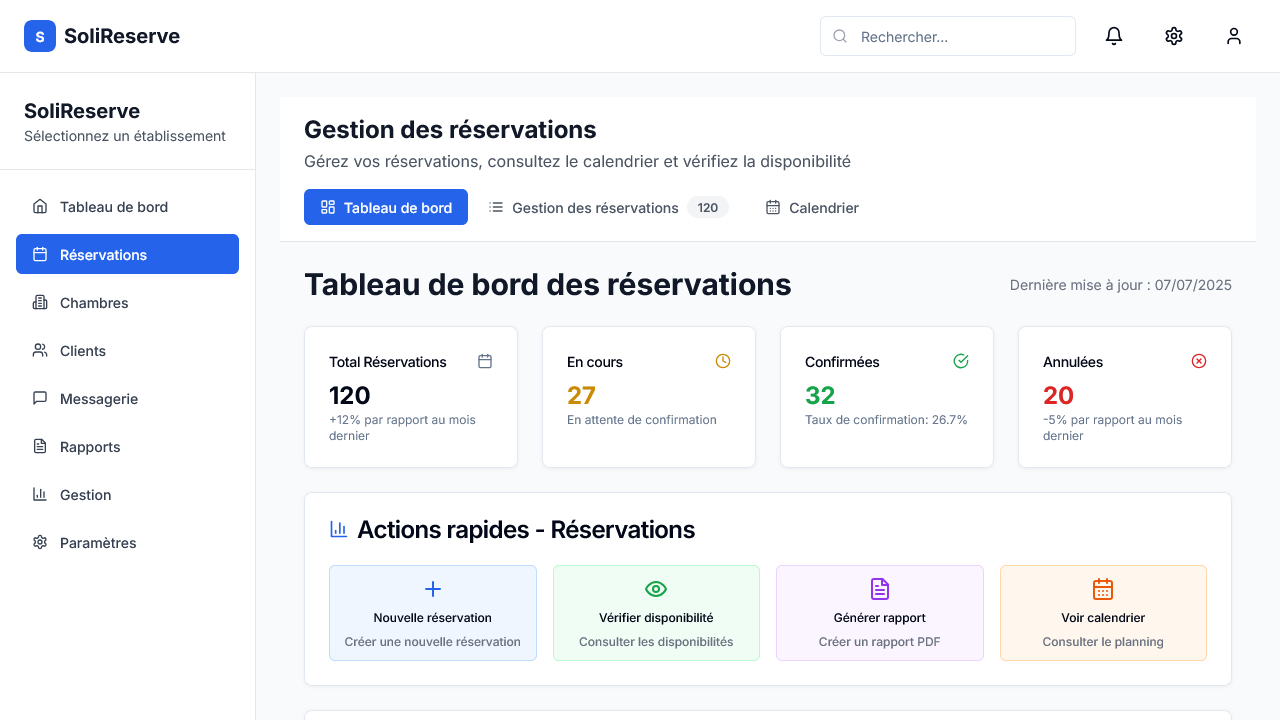 S SoliReserve
Rechercher...
SoliReserve
Sélectionnez un établissement
Tableau de bord
Réservations
Chambres
Clients
Messagerie
Rapports
Gestion
Paramètres
Gestion des réservations
Gérez vos réservations, consultez le calendrier et vérifiez la disponibilité
Tableau de bord
Gestion des réservations 120
Calendrier
Tableau de bord des réservations
Dernière mise à jour : 07/07/2025
Total Réservations
120
+12% par rapport au mois
dernier
En cours
27
En attente de confirmation
Confirmées
32
Taux de confirmation: 26.7%
Annulées
20
-5% par rapport au mois
dernier
Actions rapides - Réservations
Nouvelle réservation
Créer une nouvelle réservation
Vérifier disponibilité
Consulter les disponibilités
Générer rapport
Créer un rapport PDF
Voir calendrier
Consulter le planning